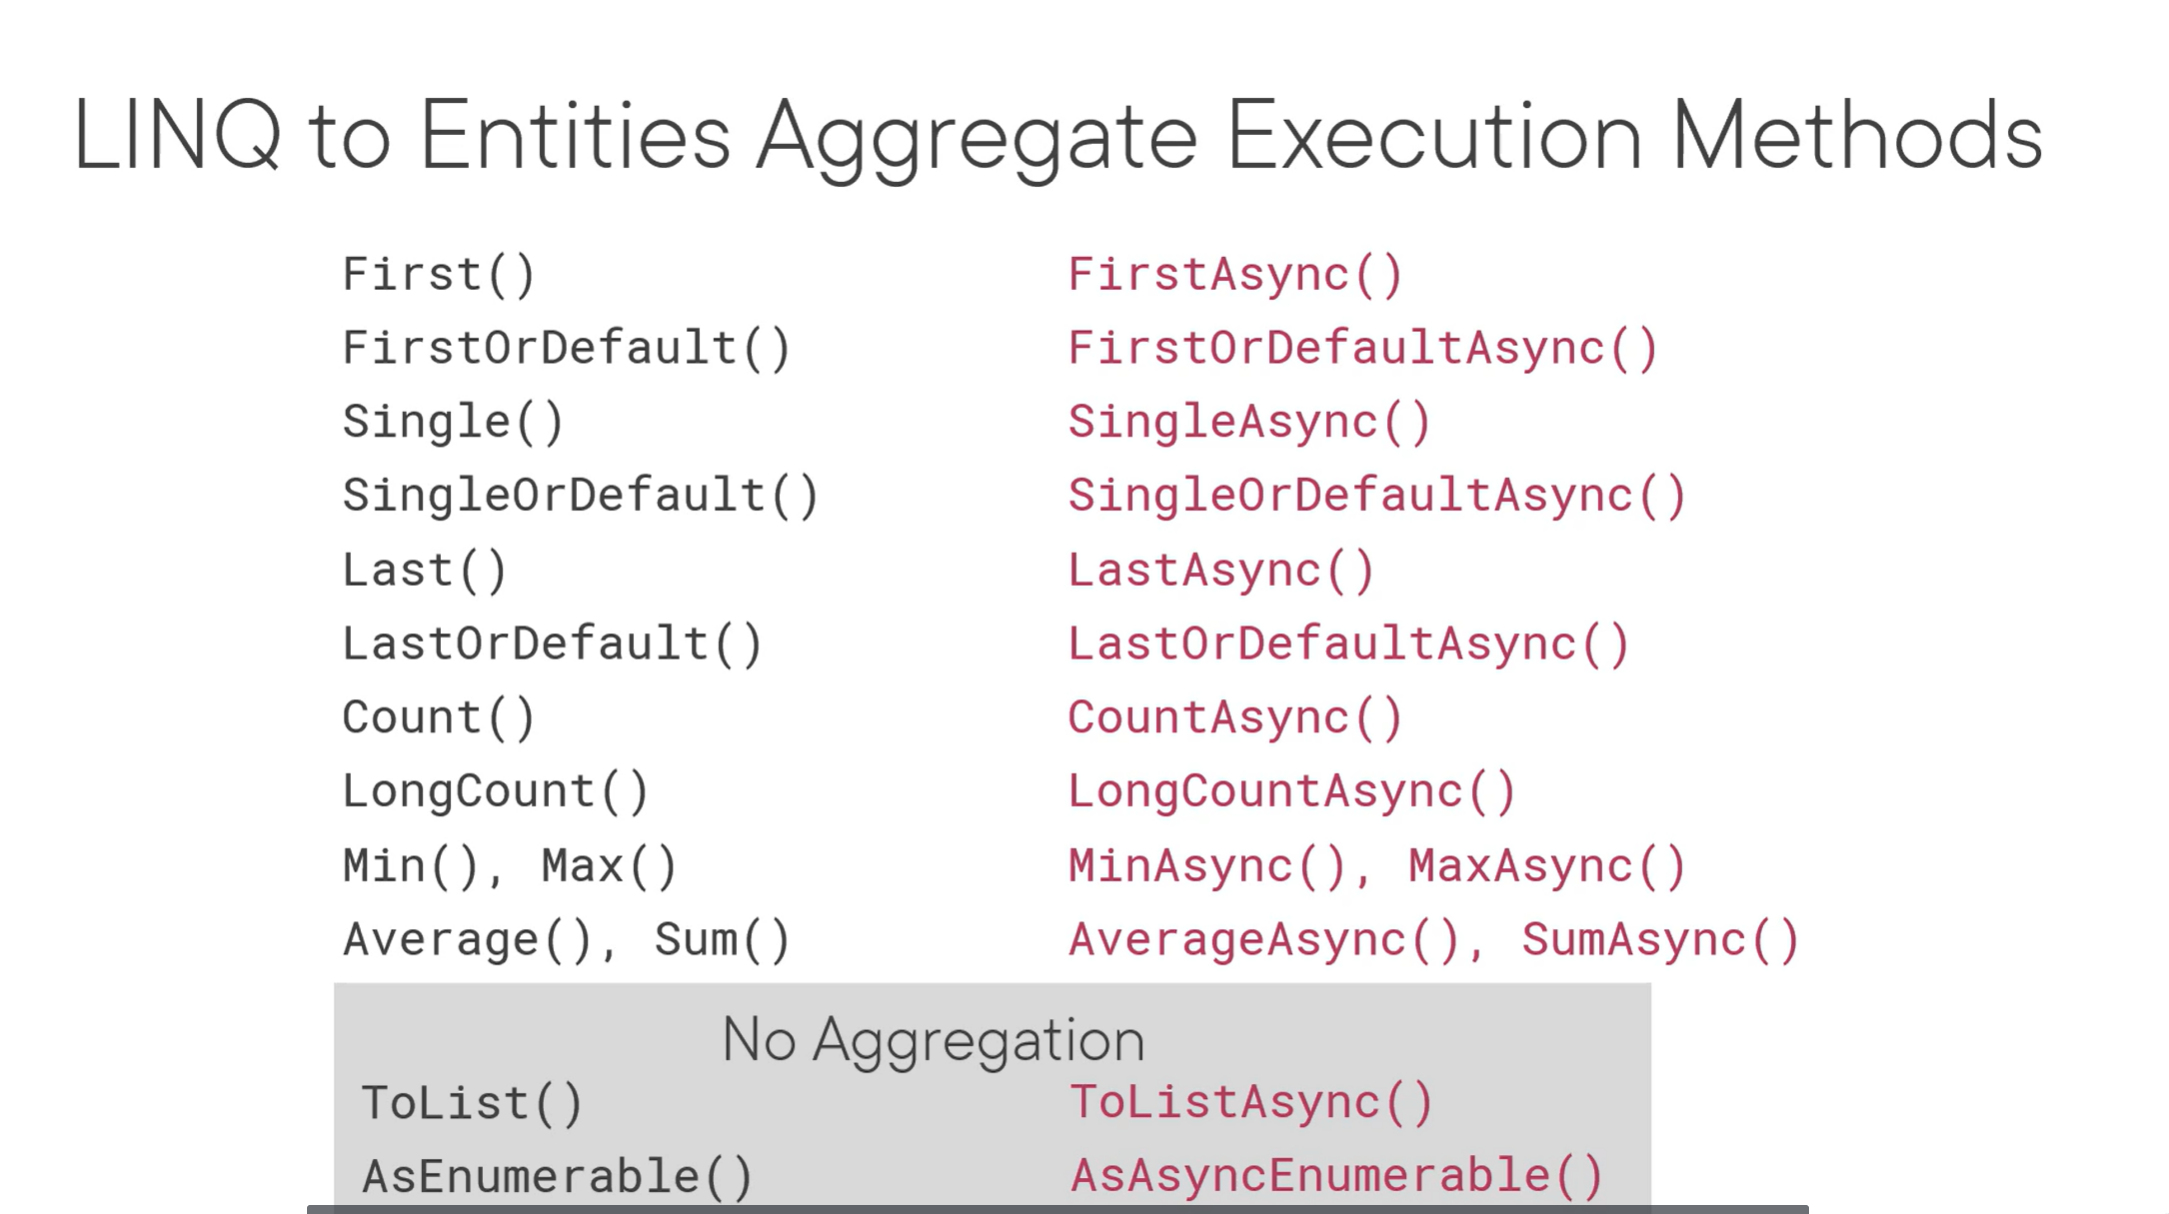 LINQ to Entities Aggregate Execution Methods
First() FirstAsync()
FirstOrDefault() FirstOrDefaultAsync()
Single() SingleAsync()
SingleOrDefault() SingleOrDefaultAsync()
Last() LastAsync()
LastOrDefault() LastOrDefaultAsync()
Count() CountAsync()
LongCount() LongCountAsync()
Min(), Max() MinAsync(), MaxAsync()
Average(), Sum() AverageAsync(), SumAsync()
No Aggregation
ToList() ToListAsync()
AsEnumerable() AsAsyncEnumerable()